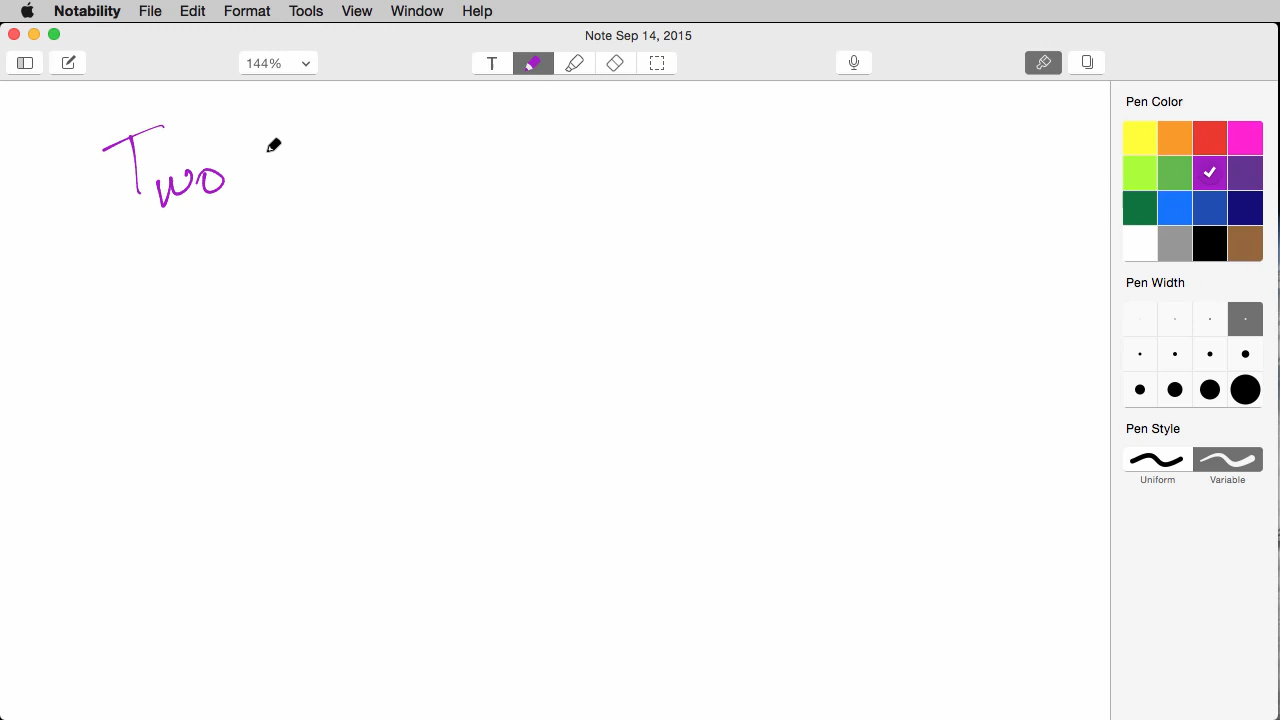 Notability File Edit Format Tools View Window Help
Note Sep 14, 2015
144% T
Two
Pen Color
Pen Width
Pen Style
Uniform Variable